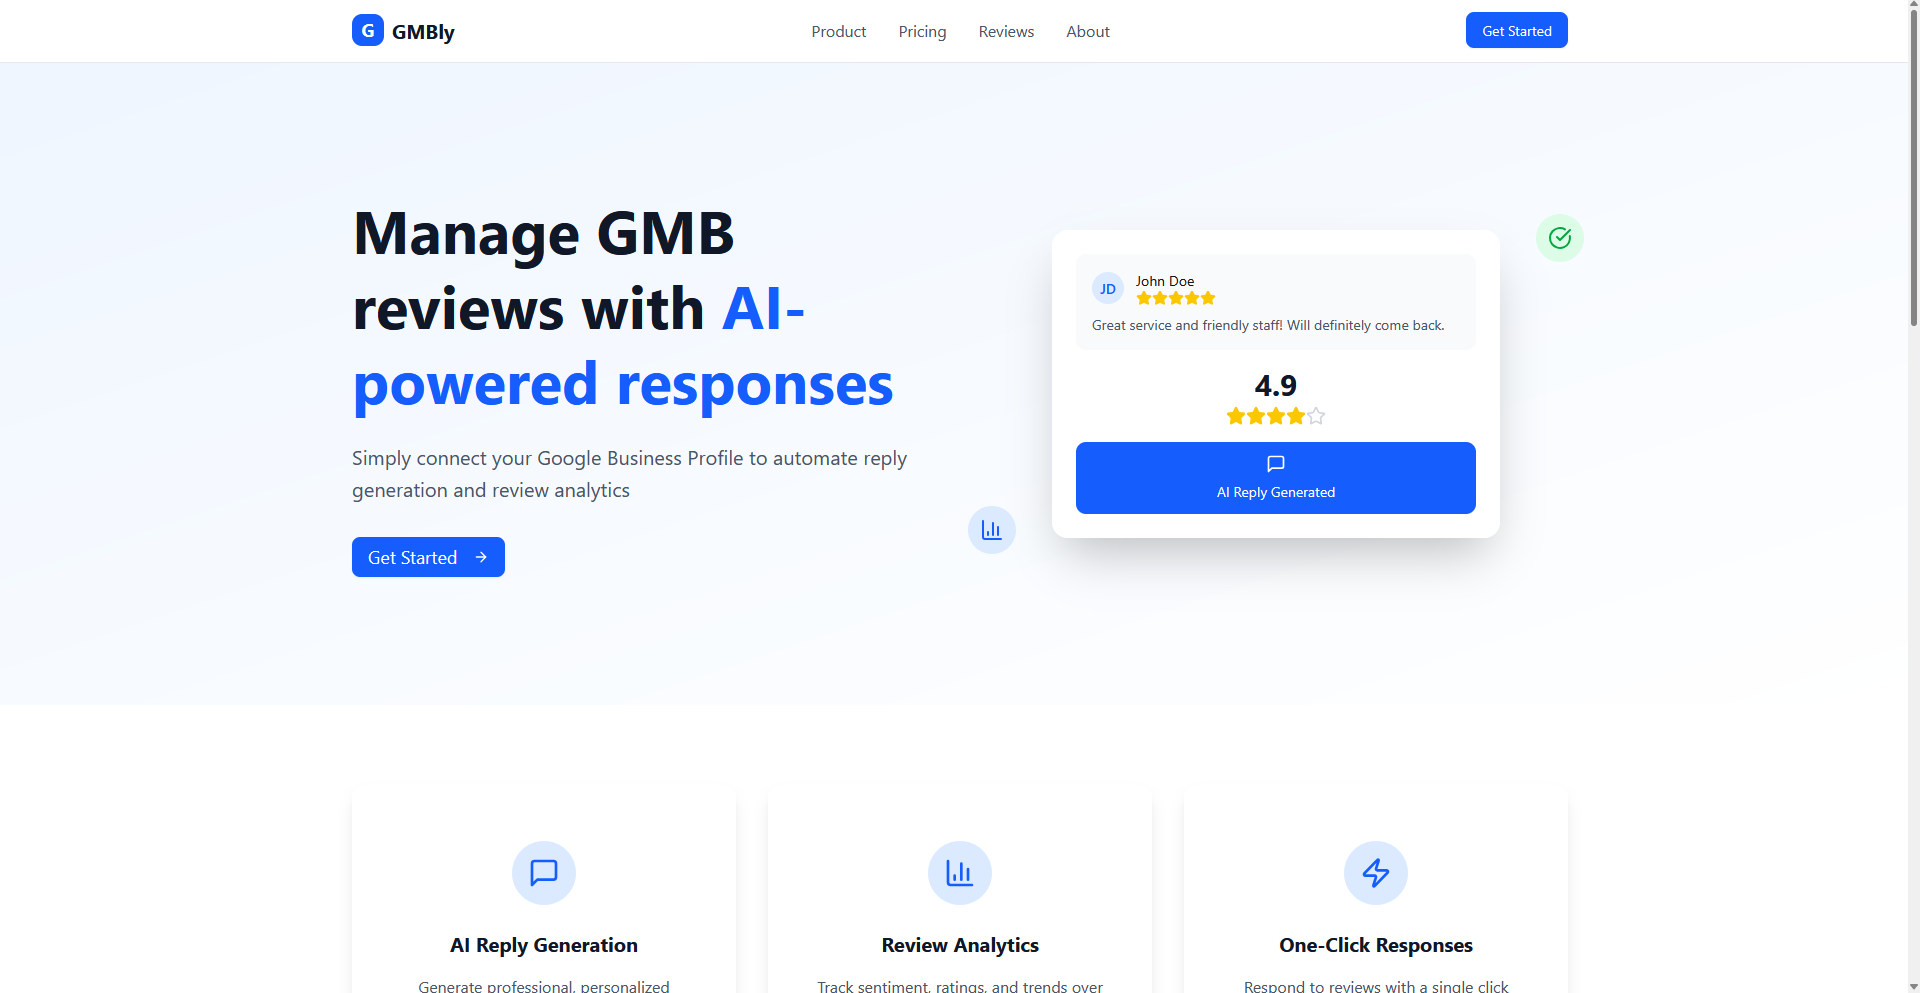 G GMBly
Product Pricing Reviews About
Get Started
Manage GMB
reviews with AI-
powered responses
Simply connect your Google Business Profile to automate reply
generation and review analytics
Get Started
JD
John Doe
Great service and friendly staff! Will definitely come back.
4.9
AI Reply Generated
AI Reply Generation
Generate professional, personalized
Review Analytics
Track sentiment, ratings, and trends over
One-Click Responses
Respond to reviews with a single click